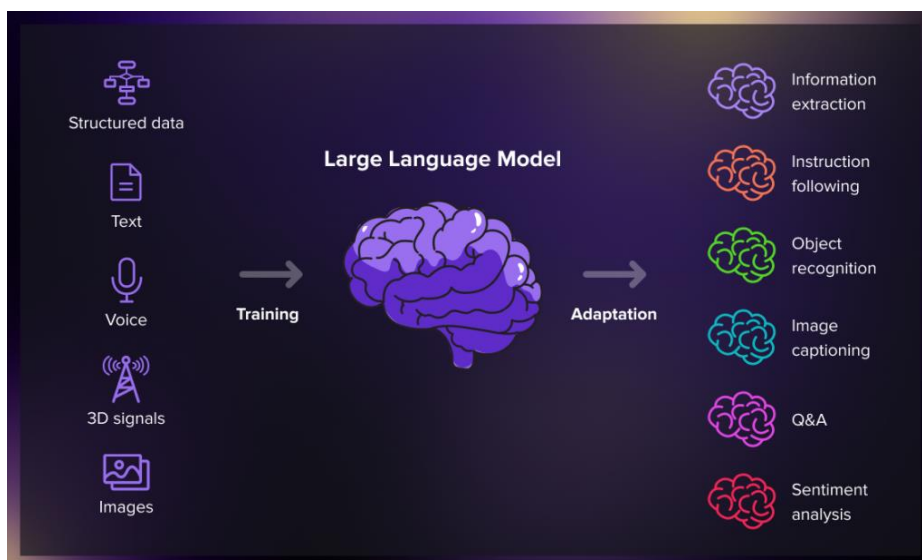 Structured data
Text
Voice
3D signals
Images
Large Language Model
Training
Adaptation
Information
extraction
Instruction
following
Object
recognition
Image
captioning
Q&A
Sentiment
analysis